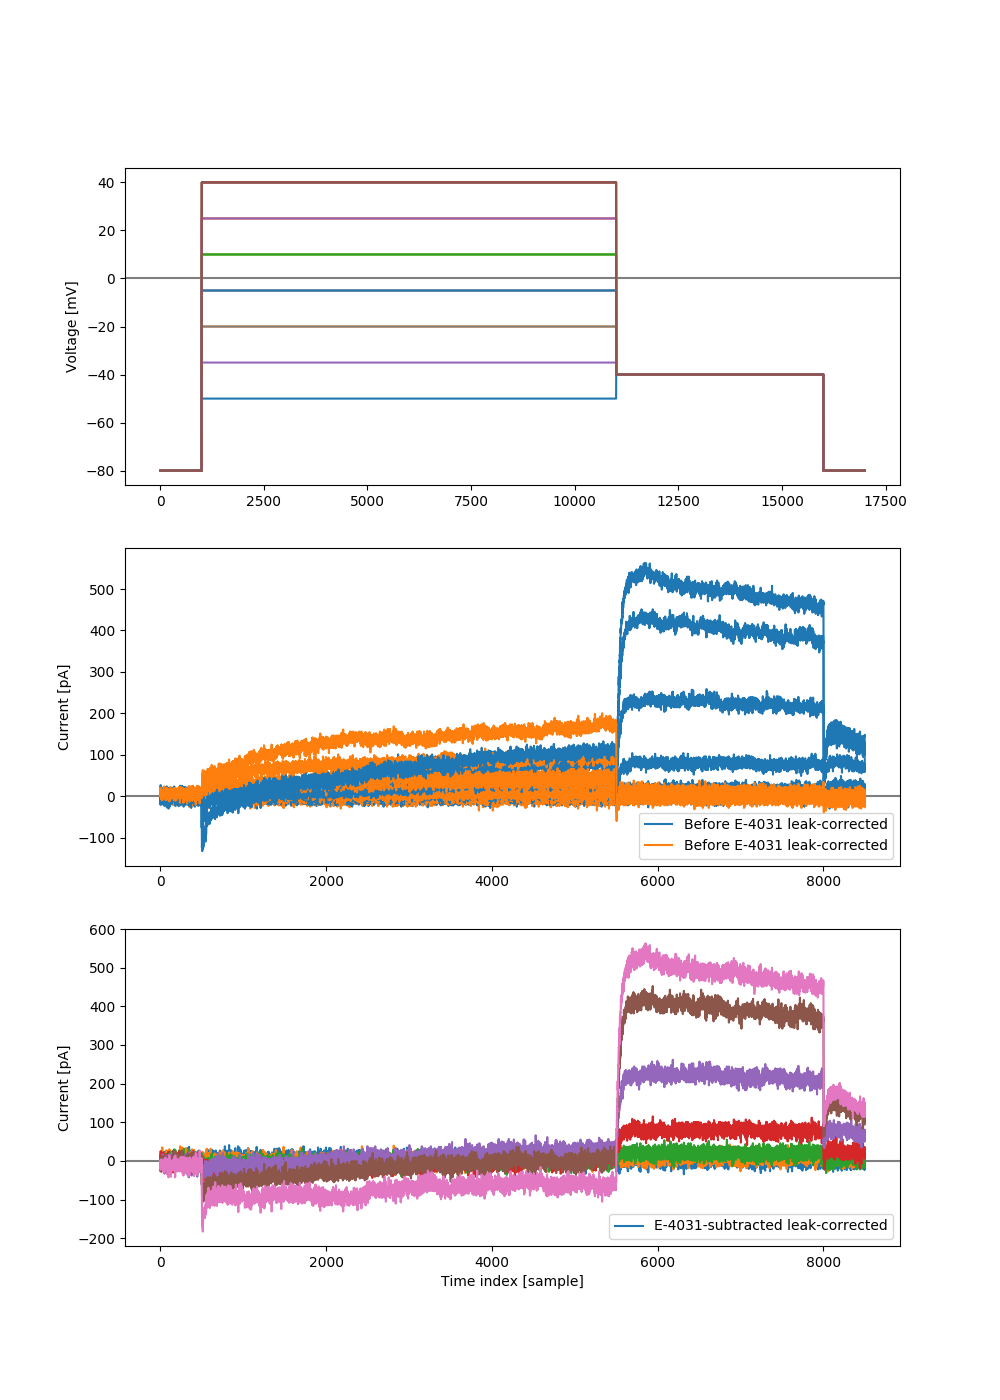 40
20
0
−20
−40
−60
−80
Voltage [mV]
0 2500 5000 7500 10000 12500 15000 17500
500
400
300
200
100
0
−100
Current [pA]
Before E-4031 leak-corrected
Before E-4031 leak-corrected
0 2000 4000 6000 8000
600
500
400
300
200
100
0
−100
−200
Current [pA]
E-4031-subtracted leak-corrected
0 2000 4000 6000 8000
Time index [sample]